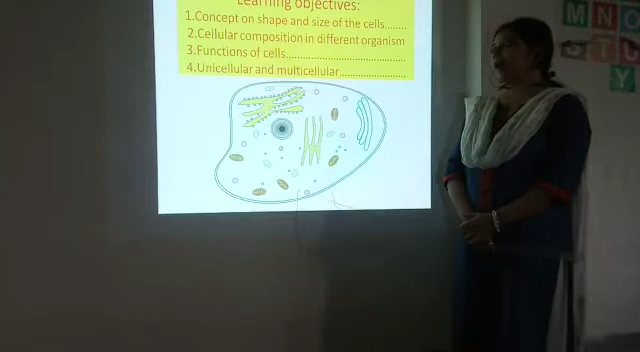 Learning objectives:
1.Concept on shape and size of the cells........
2.Cellular composition in different organism
3.Functions of cells..........................................
4.Unicellular and multicellular........................
M N O
S T U
Y